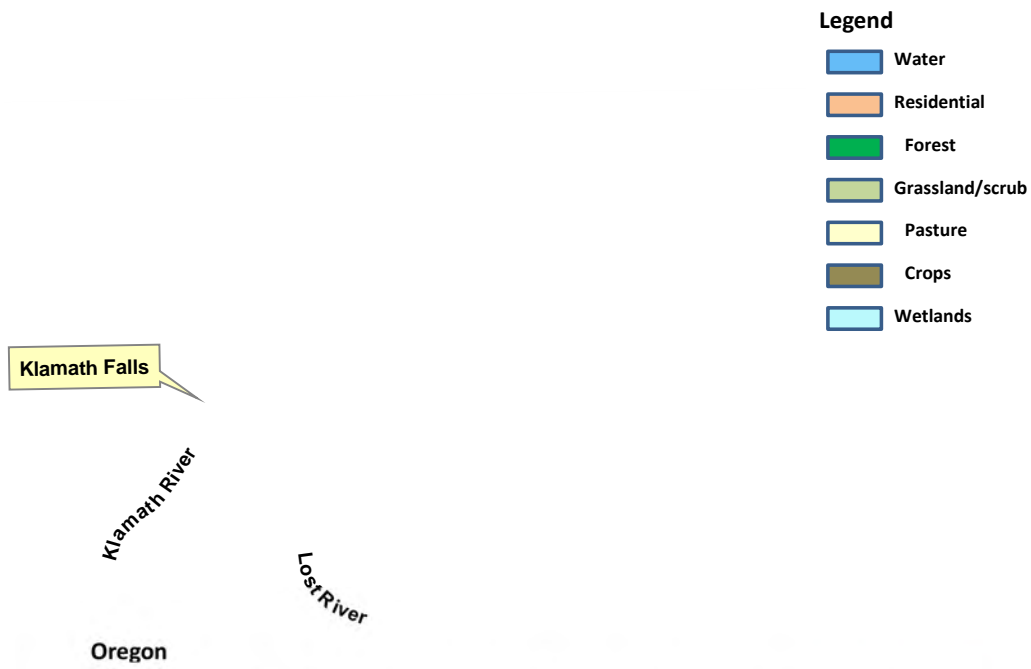 Legend
Water
Residential
Forest
Grassland/scrub
Pasture
Crops
Wetlands
Klamath Falls
Klamath River
Lost River
Oregon